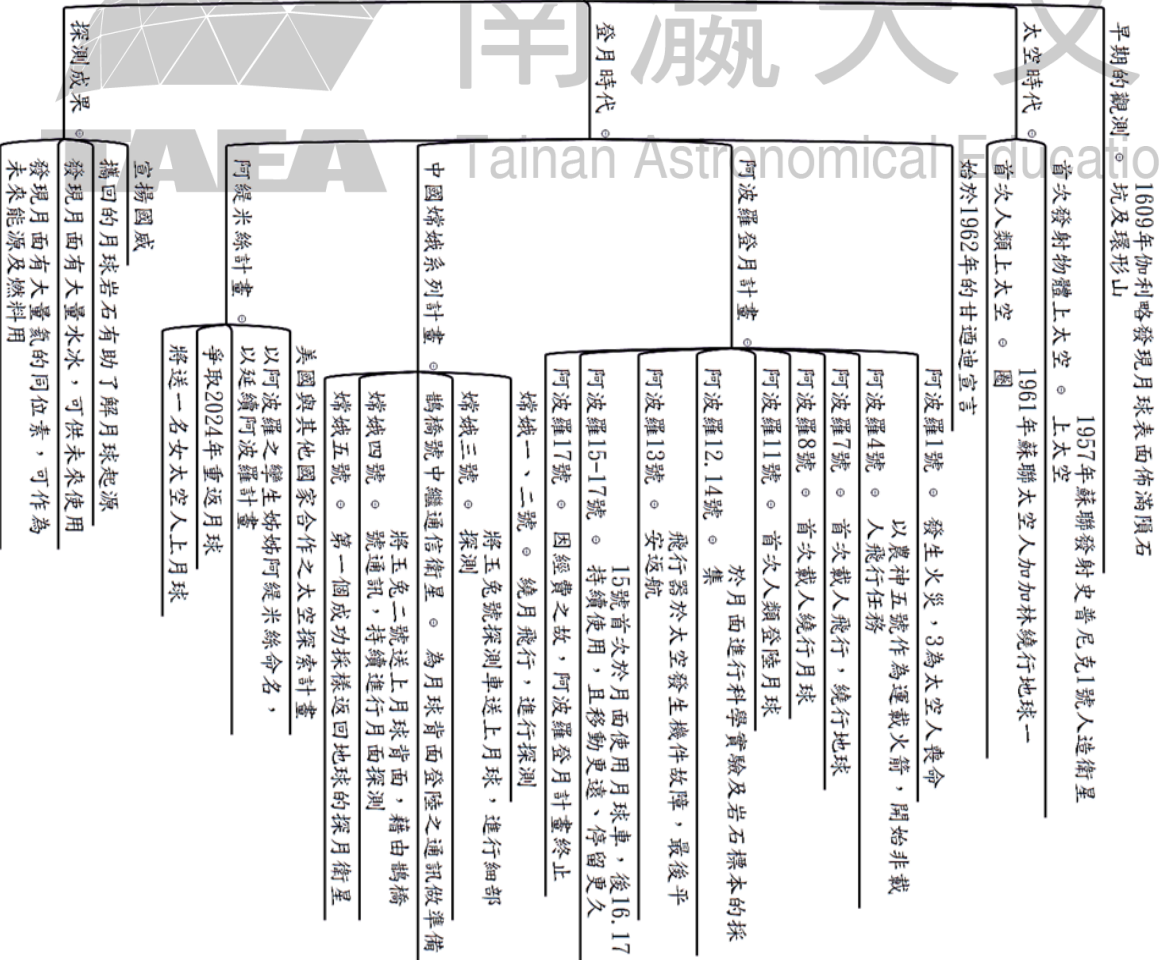 南瀛天文
TAEA
Tainan Astronomical Educatio
早期的觀測
1609年伽利略發現月球表面佈滿隕石
坑及環形山
太空時代
首次發射物體上太空
1957年蘇聯發射史普尼克1號人造衛星
上太空
首次人類上太空
1961年蘇聯太空人加加林繞行地球一
圈
登月時代
始於1962年的甘迺迪宣言
阿波羅登月計畫
阿波羅1號
發生火災,3為太空人喪命
阿波羅4號
以農神五號作為運載火箭,開始非載
人飛行任務
阿波羅7號
首次載人飛行,繞行地球
阿波羅8號
首次載人繞行月球
阿波羅11號
首次人類登陸月球
阿波羅12.14號
於月面進行科學實驗及岩石標本的採
集
阿波羅13號
飛行器於太空發生機件故障,最後平
安返航
阿波羅15-17號
15號首次於月面使用月球車,後16.17
持續使用,且移動更遠、停留更久
阿波羅17號
因經費之故,阿波羅登月計畫終止
中國嫦娥系列計畫
嫦娥一、二號
繞月飛行,進行探測
嫦娥三號
將玉兔號探測車送上月球,進行細部
探測
鵲橋號中繼通信衛星
為月球背面登陸之通訊做準備
嫦娥四號
將玉兔二號送上月球背面,藉由鵲橋
號通訊,持續進行月面探測
嫦娥五號
第一個成功採樣返回地球的探月衛星
阿緹米絲計畫
美國與其他國家合作之太空探索計畫
以阿波羅之孿生姊姊阿緹米絲命名,
以延續阿波羅計畫
爭取2024年重返月球
將送一名女太空人上月球
探測成果
宣揚國威
攜回的月球岩石有助了解月球起源
發現月面有大量水冰,可供未來使用
發現月面有大量氦的同位素,可作為
未來能源及燃料用